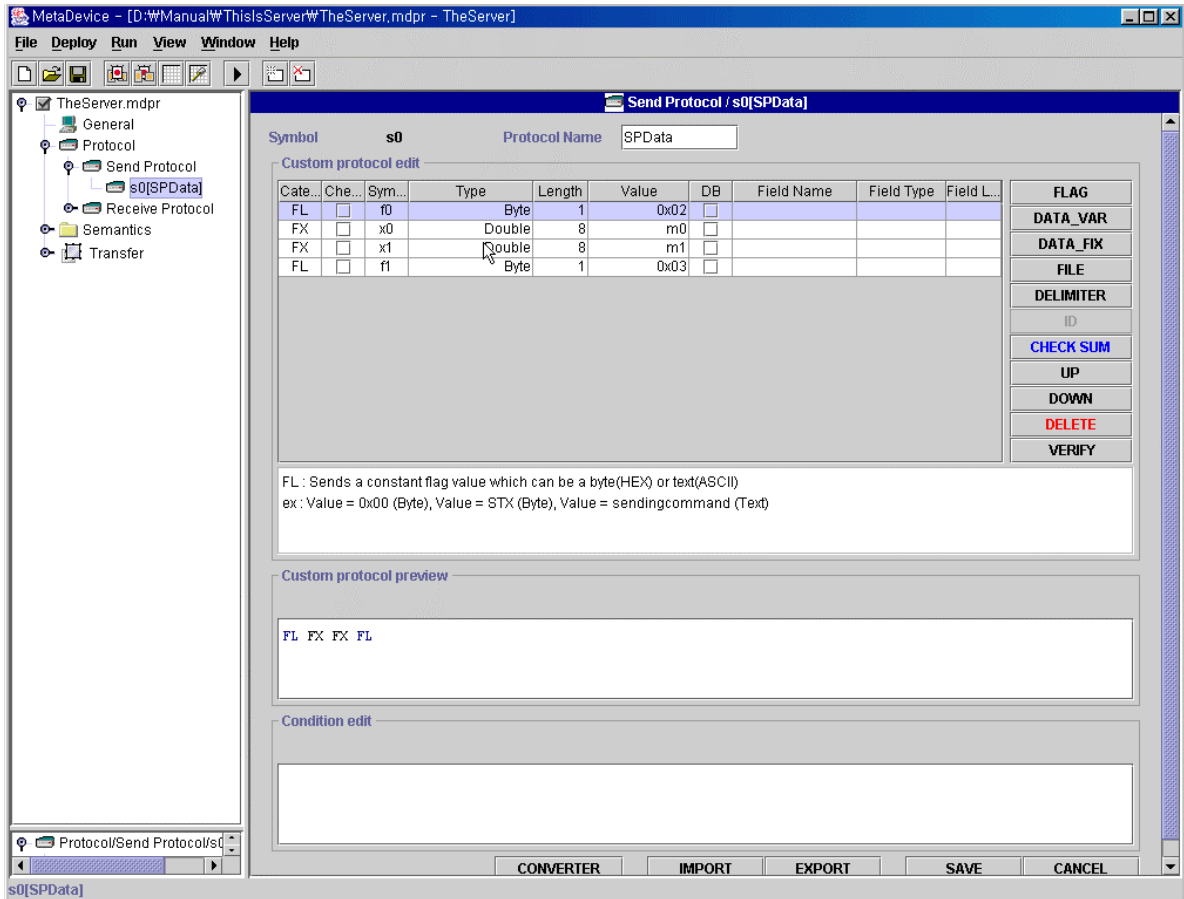 MetaDevice - [D:₩Manual₩ThisIsServer₩TheServer.mdpr - TheServer]
File Deploy Run View Window Help
TheServer.mdpr
General
Protocol
Send Protocol
s0[SPData]
Receive Protocol
Semantics
Transfer
Protocol/Send Protocol/s0
s0[SPData]
Send Protocol / s0[SPData]
Symbol s0 Protocol Name SPData
Custom protocol edit
Cate... Che... Sym... Type Length Value DB Field Name Field Type Field L...
FL f0 Byte 1 0x02
FX x0 Double 8 m0
FX x1 Double 8 m1
FL f1 Byte 1 0x03
FLAG
DATA_VAR
DATA_FIX
FILE
DELIMITER
ID
CHECK SUM
UP
DOWN
DELETE
VERIFY
FL : Sends a constant flag value which can be a byte(HEX) or text(ASCII)
ex : Value = 0x00 (Byte), Value = STX (Byte), Value = sendingcommand (Text)
Custom protocol preview
FL FX FX FL
Condition edit
CONVERTER IMPORT EXPORT SAVE CANCEL